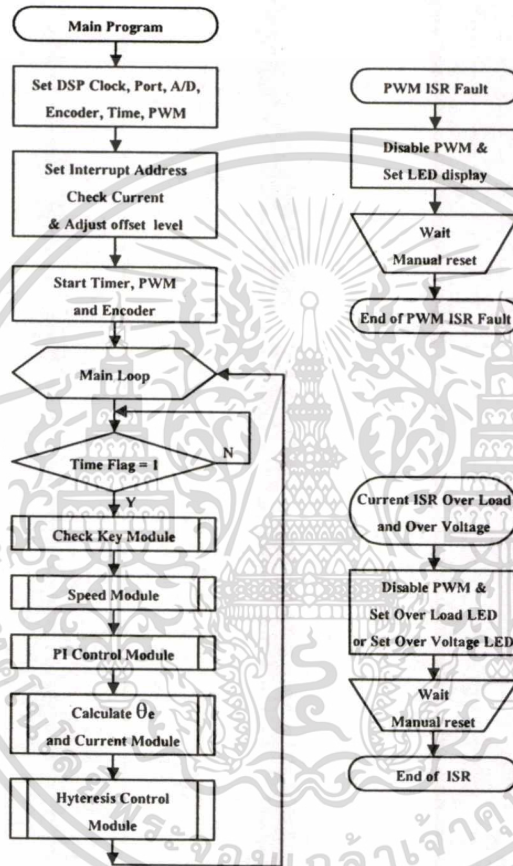 Main Program
Set DSP Clock, Port, A/D,
Encoder, Time, PWM
Set Interrupt Address
Check Current
& Adjust offset level
Start Timer, PWM
and Encoder
Main Loop
Time Flag = 1
N
Y
Check Key Module
Speed Module
PI Control Module
Calculate θe
and Current Module
Hyteresis Control
Module
PWM ISR Fault
Disable PWM &
Set LED display
Wait
Manual reset
End of PWM ISR Fault
Current ISR Over Load
and Over Voltage
Disable PWM &
Set Over Load LED
or Set Over Voltage LED
Wait
Manual reset
End of ISR